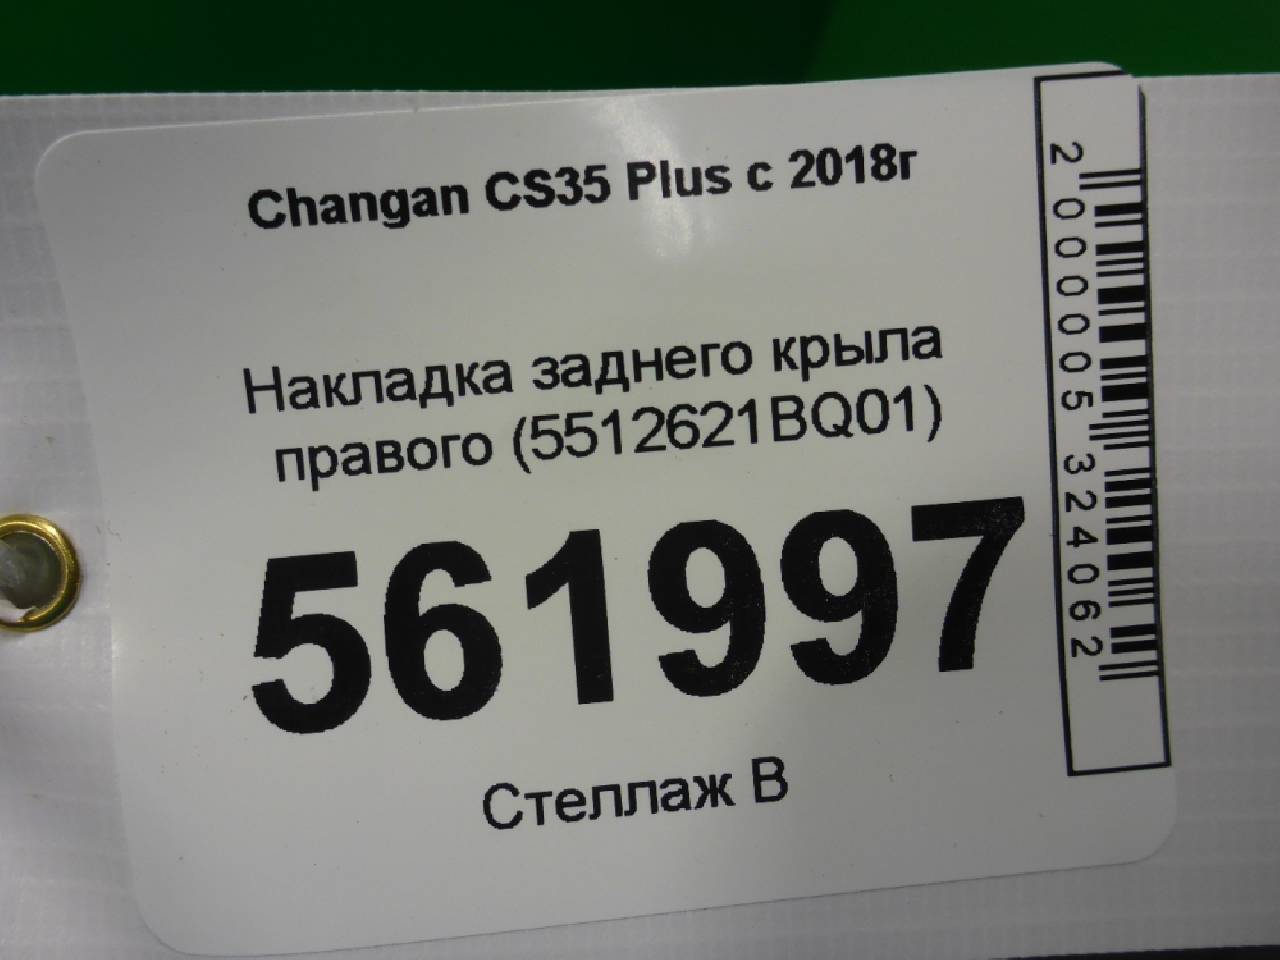 Changan CS35 Plus с 2018г
Накладка заднего крыла
правого (5512621BQ01)
561997
Стеллаж В
2000005324062